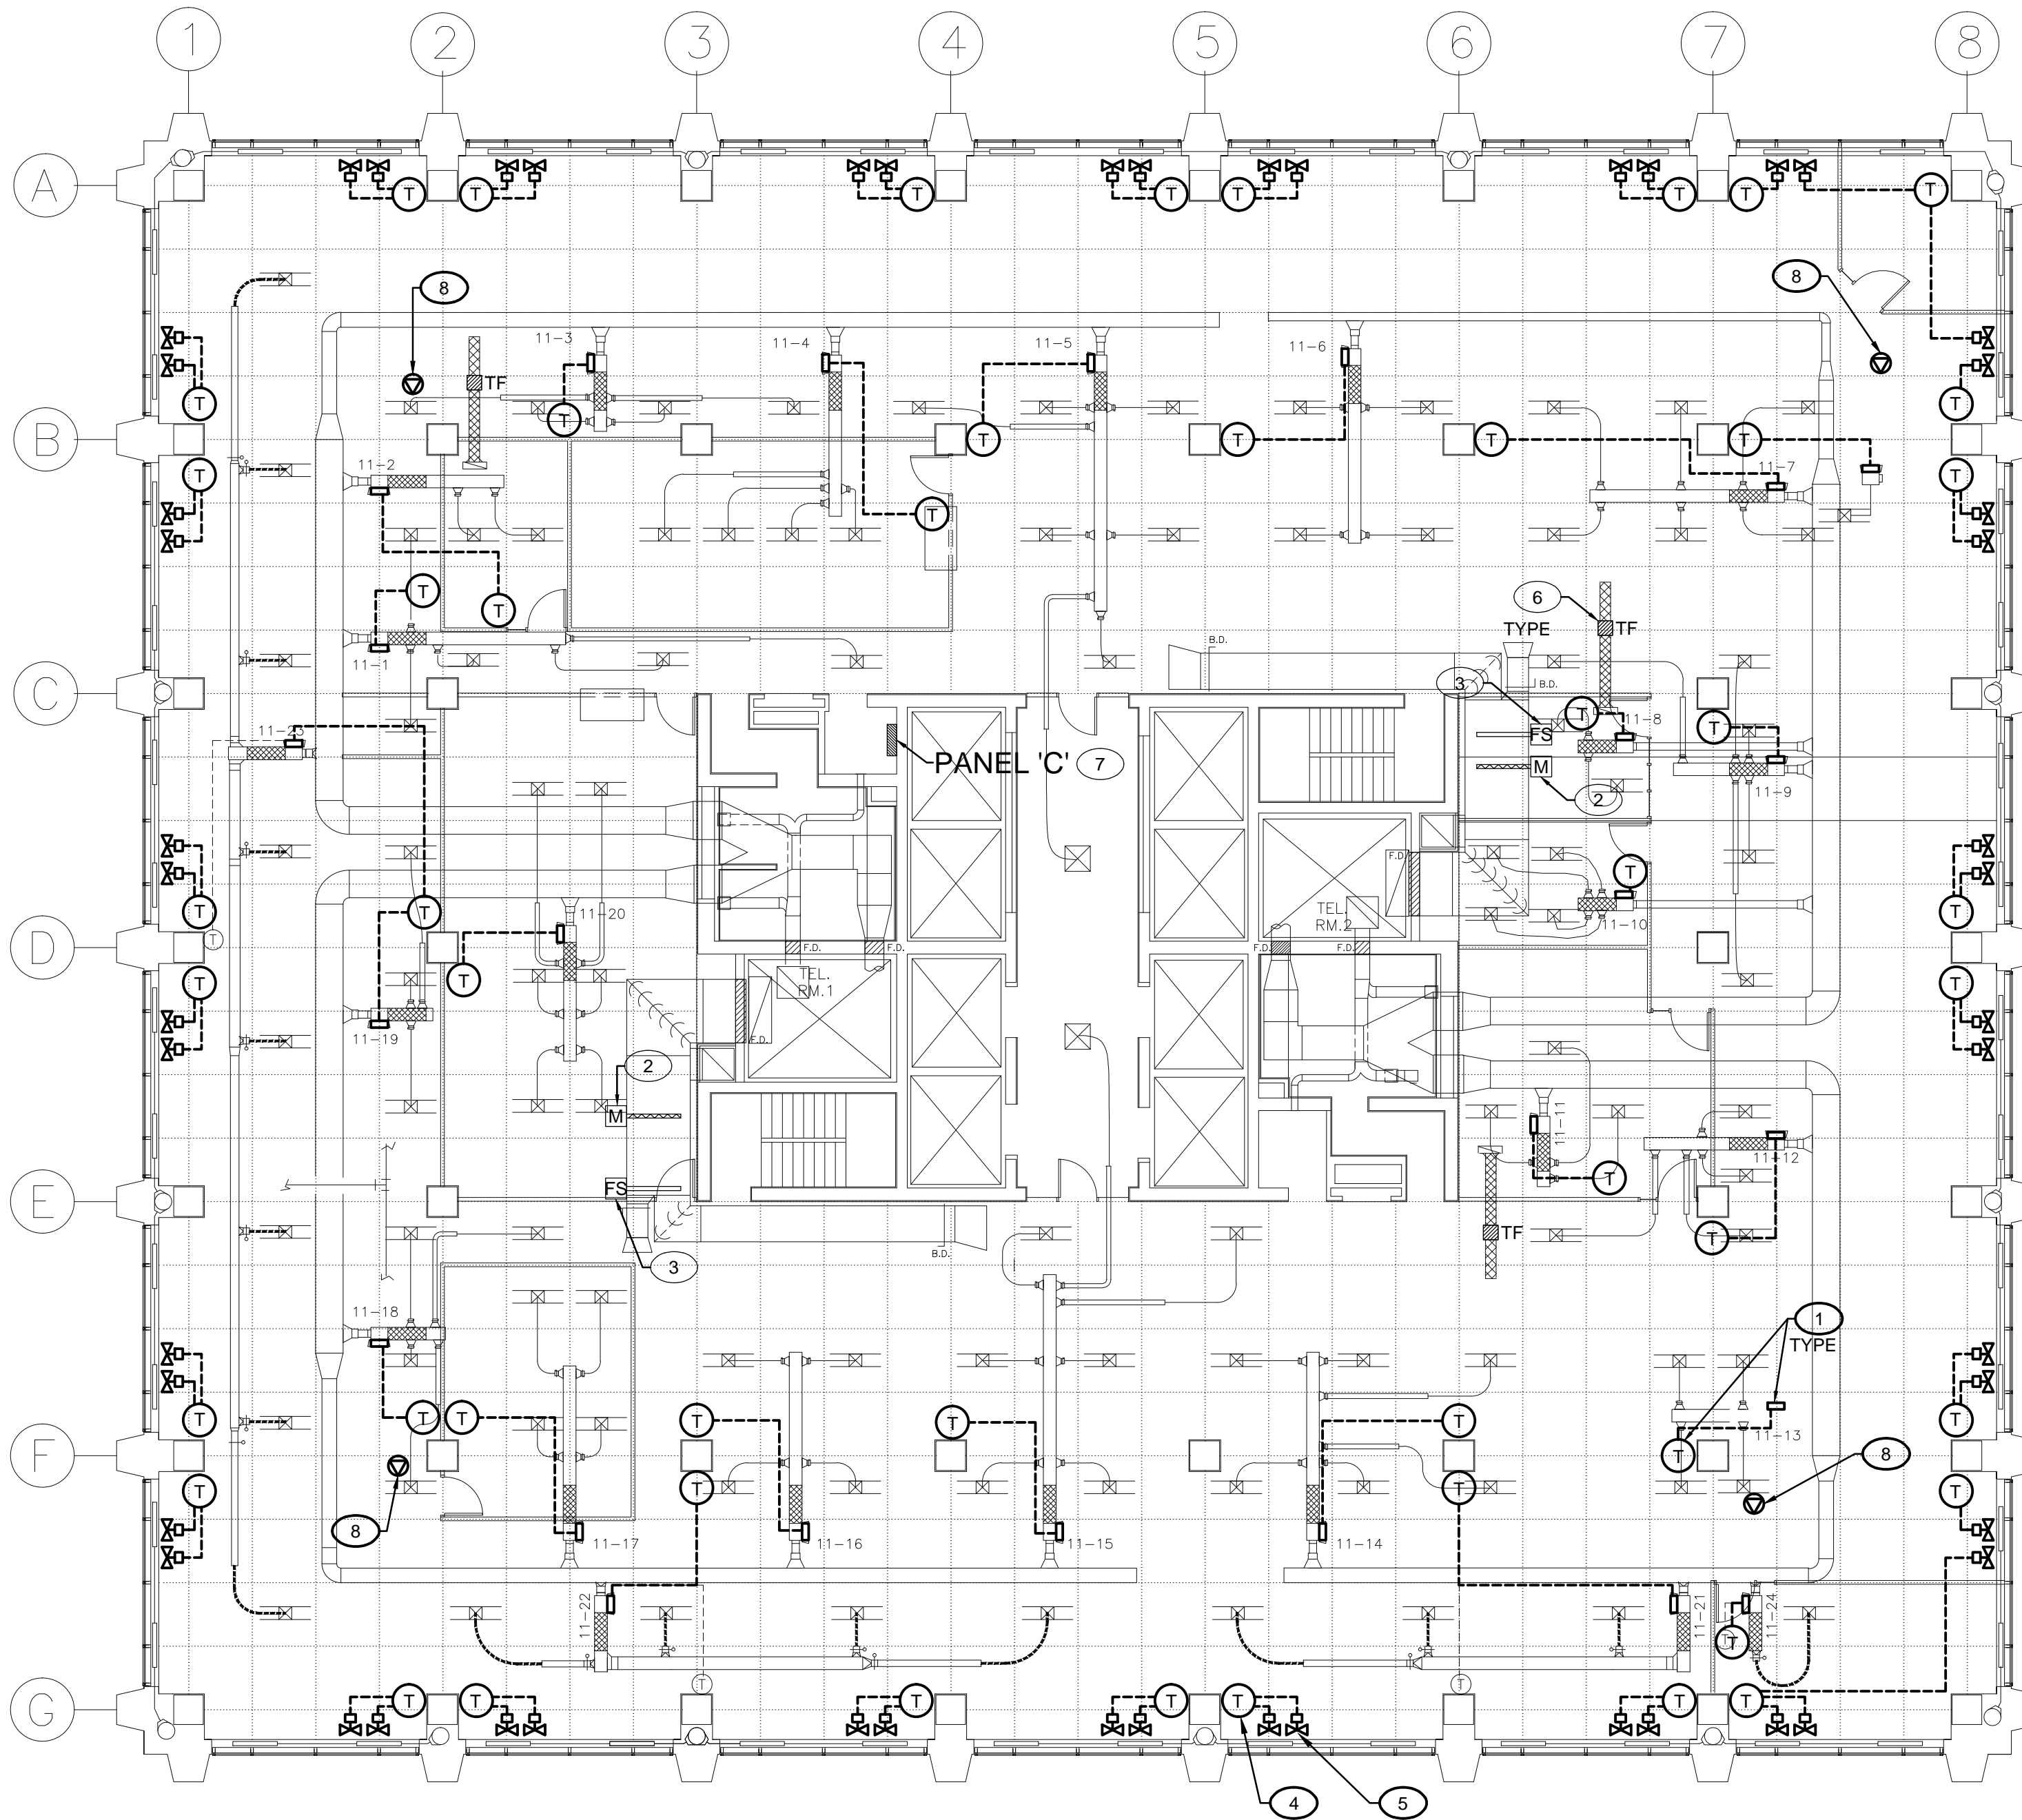 1 2 3 4 5 6 7 8
A
T T T T T T T T T
8 8
11-3 11-4 11-5 11-6
TF
T T
T
B
T T T T T
11-2 11-7
T T
T
6
T T
TYPE TF
11-1
B.D.
C
3 B.D.
11-23 T 11-8 T
FS
PANEL 'C' 7
M
11-9
2
F.D.
T
T T T
11-20 TEL. RM.2 11-10
D
T F.D. F.D. F.D. F.D.
T T TEL. RM.1 T
11-19
F.D.
2
M
11-11
11-12
T
E
FS
TF T
B.D.
3
11-18
1
TYPE
T T T T T T T T
11-13
F
T
8
T T T T
8
11-17 11-16 11-15 11-14
11-22 11-21 11-24
T T
T T
G
T T T T T T T
4 5